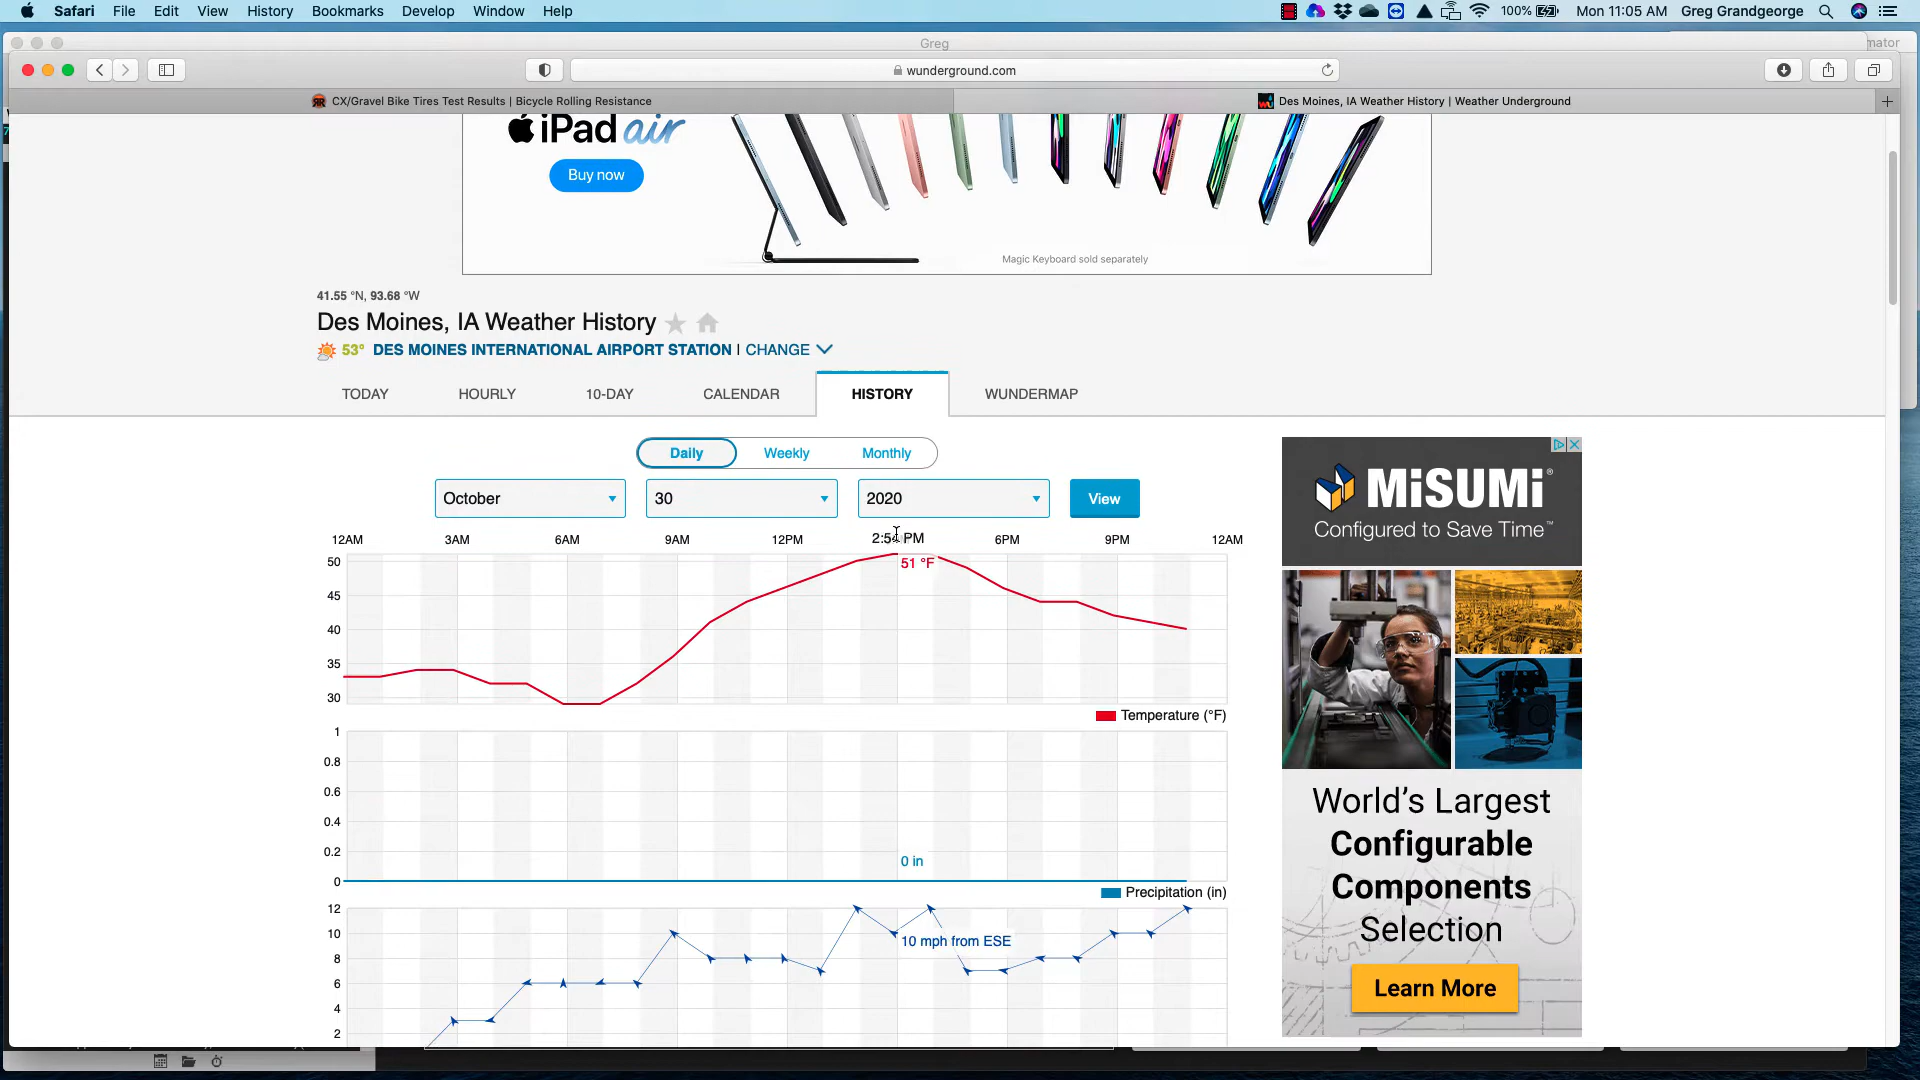 Safari File Edit View History Bookmarks Develop Window Help 100% Mon 11:05 AM Greg Grandgeorge
Greg
mator
wunderground.com
CX/Gravel Bike Tires Test Results | Bicycle Rolling Resistance
Des Moines, IA Weather History | Weather Underground
iPad air
Buy now
Magic Keyboard sold separately
41.55 °N, 93.68 °W
Des Moines, IA Weather History
53° DES MOINES INTERNATIONAL AIRPORT STATION | CHANGE
TODAY HOURLY 10-DAY CALENDAR HISTORY WUNDERMAP
Daily Weekly Monthly
October 30 2020 View
12AM 3AM 6AM 9AM 12PM 2:54 PM 6PM 9PM 12AM
50
51 °F
45
40
35
30
Temperature (°F)
1
0.8
0.6
0.4
0.2
0 in
0
Precipitation (in)
12
10
10 mph from ESE
8
6
4
2
MiSUMi®
Configured to Save Time™
World's Largest
Configurable
Components
Selection
Learn More